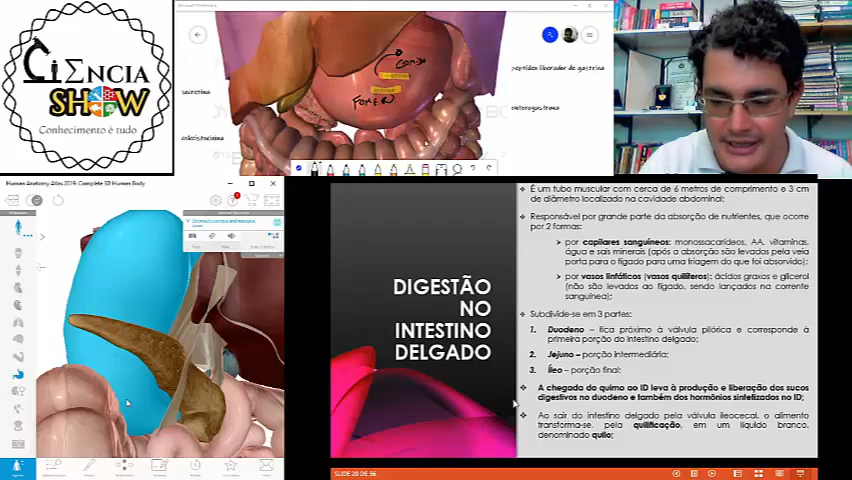 CiÊNCIA
SHOW
Conhecimento é tudo
secretina
colecistocinina
COMIDA
FOME
peptídeo liberador de gastrina
enterogastrona
Human Anatomy Atlas 2019: Complete 3D Human Body
DIGESTÃO
NO
INTESTINO
DELGADO
É um tubo muscular com cerca de 6 metros de comprimento e 3 cm
de diâmetro localizado na cavidade abdominal;
Responsável por grande parte da absorção de nutrientes, que ocorre
por 2 formas:
por capilares sanguíneos: monossacarídeos, AA, vitaminas,
água e sais minerais (após a absorção são levados pela veia
porta para o fígado para uma triagem do que foi absorvido);
por vasos linfáticos (vasos quilíferos): ácidos graxos e glicerol
(não são levados ao fígado, sendo lançados na corrente
sanguínea);
Subdivide-se em 3 partes:
1. Duodeno – fica próximo à válvula pilórica e corresponde à
primeira porção do intestino delgado;
2. Jejuno – porção intermediária;
3. Íleo – porção final;
A chegada do quimo ao ID leva à produção e liberação dos sucos
digestivos no duodeno e também dos hormônios sintetizados no ID;
Ao sair do intestino delgado pela válvula ileocecal, o alimento
transforma-se, pela quilificação, em um líquido branco,
denominado quilo;
SLIDE 20 DE 56